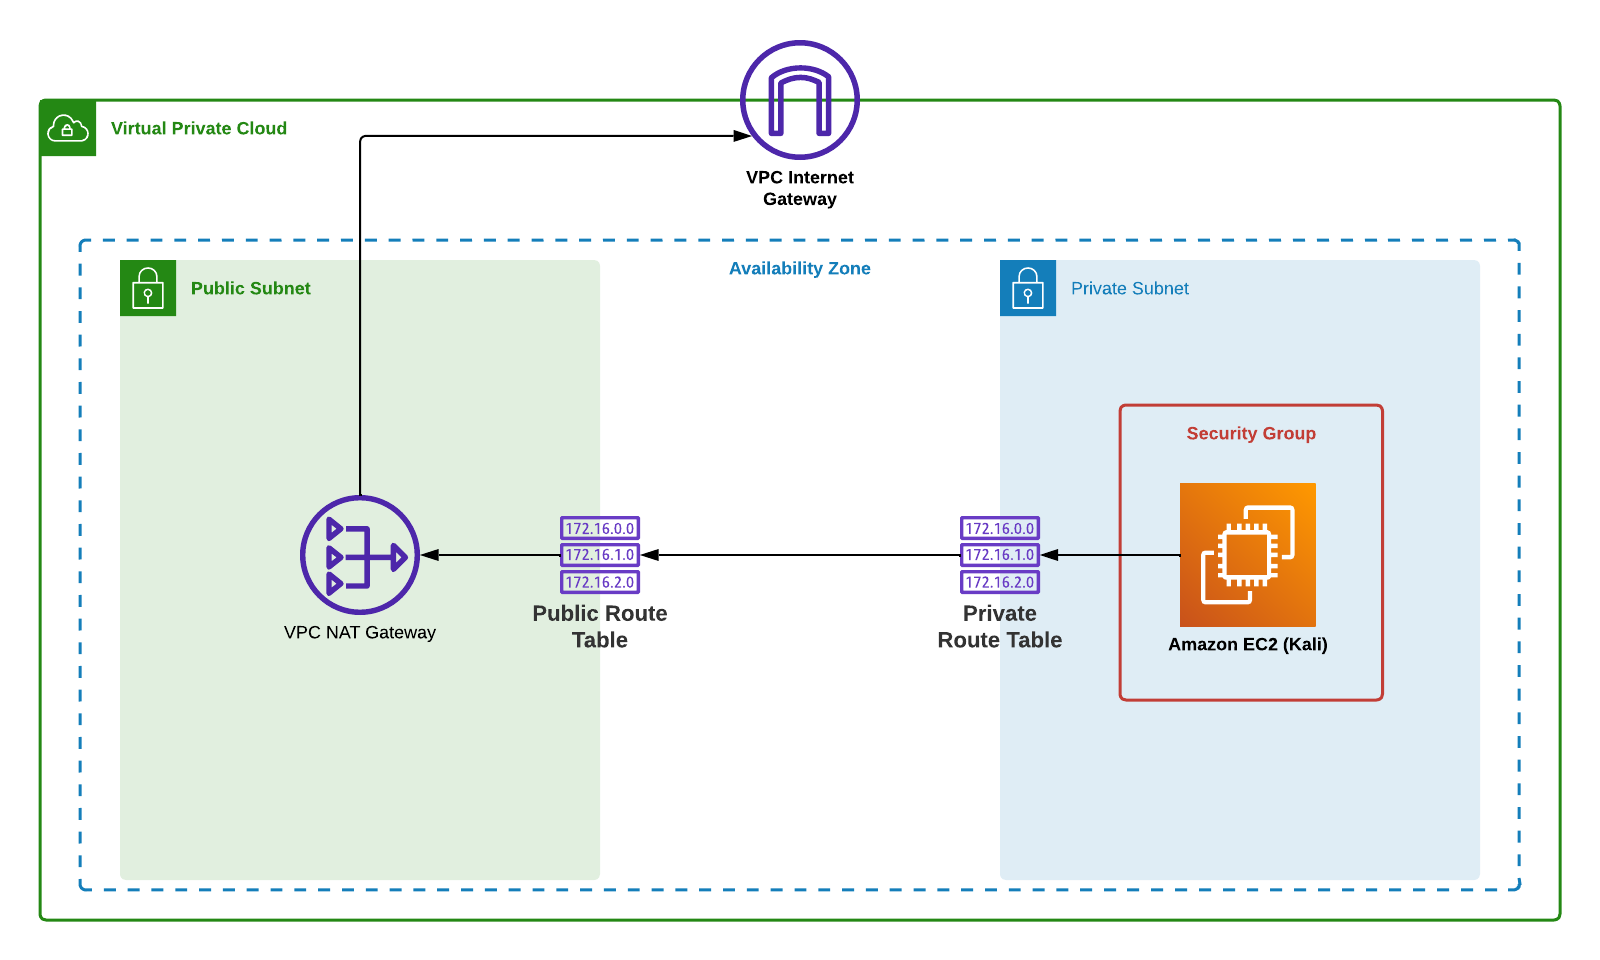 Virtual Private Cloud
VPC Internet
Gateway
Availability Zone
Public Subnet
Private Subnet
Security Group
172.16.0.0
172.16.1.0
172.16.2.0
Public Route
Table
172.16.0.0
172.16.1.0
172.16.2.0
Private
Route Table
VPC NAT Gateway
Amazon EC2 (Kali)